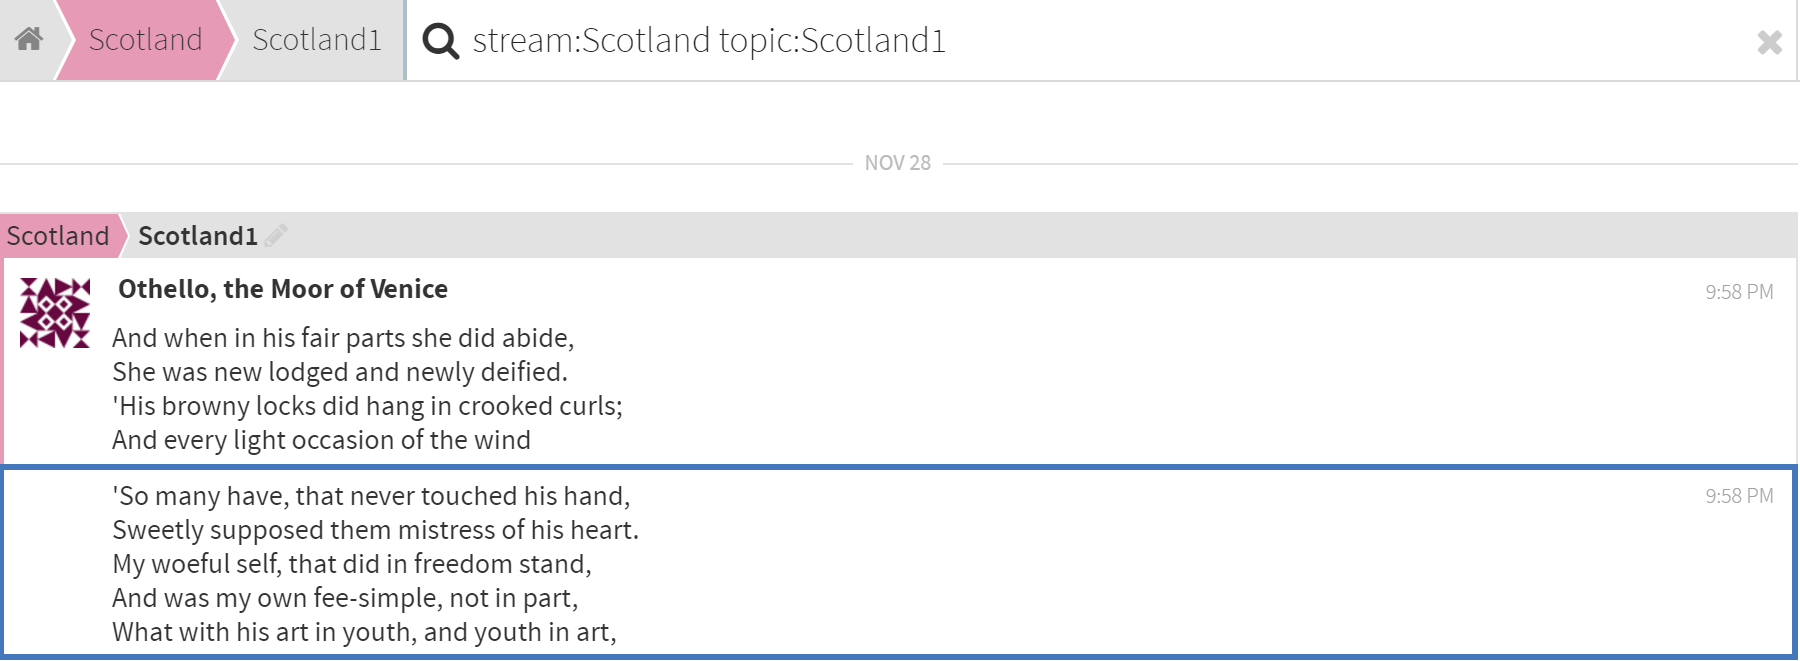 Scotland Scotland1 stream:Scotland topic:Scotland1
NOV 28
Scotland Scotland1
Othello, the Moor of Venice 9:58 PM
And when in his fair parts she did abide,
She was new lodged and newly deified.
'His browny locks did hang in crooked curls;
And every light occasion of the wind
'So many have, that never touched his hand, 9:58 PM
Sweetly supposed them mistress of his heart.
My woeful self, that did in freedom stand,
And was my own fee-simple, not in part,
What with his art in youth, and youth in art,